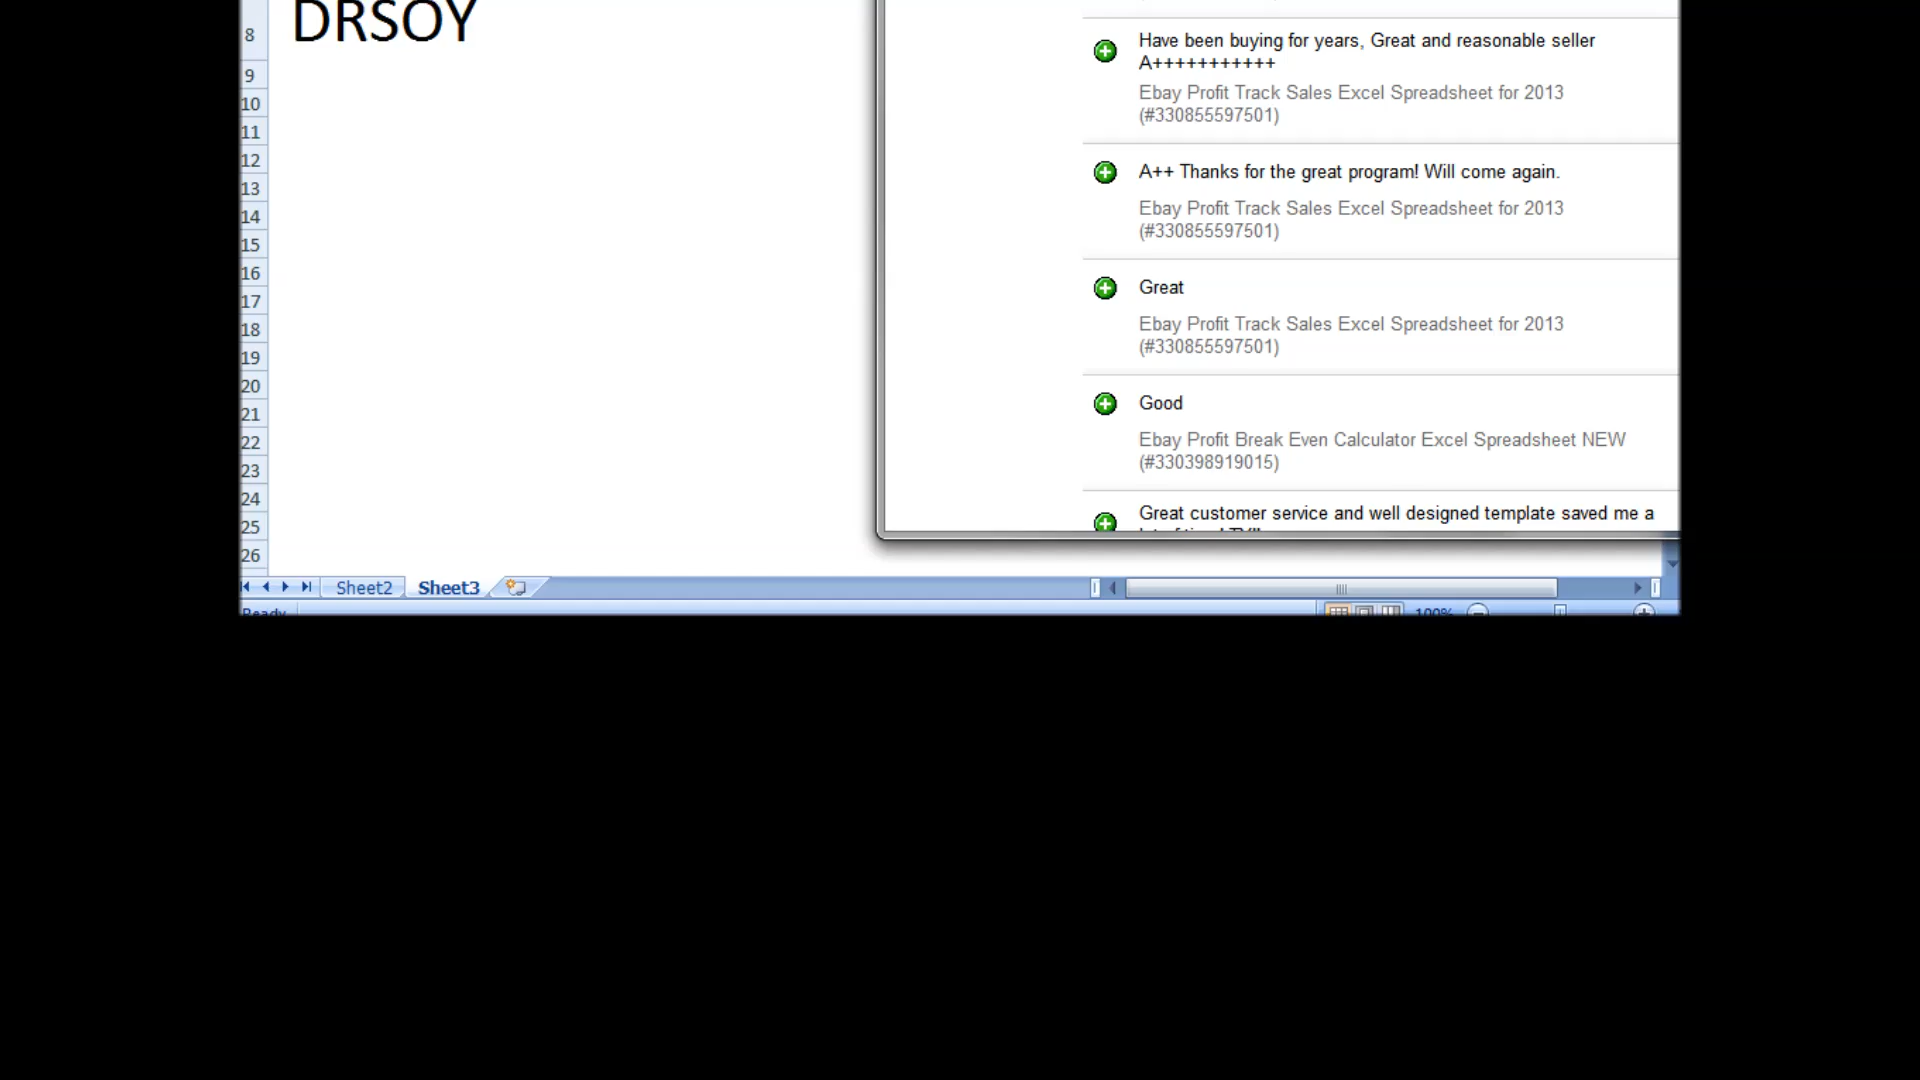 8
DRSOY
9
10
11
12
13
14
15
16
17
18
19
20
21
22
23
24
25
26
Have been buying for years, Great and reasonable seller
A+++++++++++
Ebay Profit Track Sales Excel Spreadsheet for 2013
(#330855597501)
A++ Thanks for the great program! Will come again.
Ebay Profit Track Sales Excel Spreadsheet for 2013
(#330855597501)
Great
Ebay Profit Track Sales Excel Spreadsheet for 2013
(#330855597501)
Good
Ebay Profit Break Even Calculator Excel Spreadsheet NEW
(#330398919015)
Great customer service and well designed template saved me a
Sheet2
Sheet3
Ready
100%